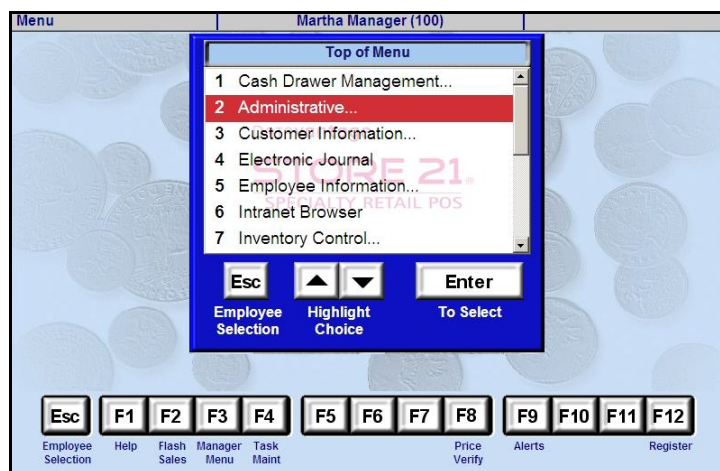 Menu
Martha Manager (100)
Top of Menu
1 Cash Drawer Management...
2 Administrative...
3 Customer Information...
4 Electronic Journal
5 Employee Information...
6 Intranet Browser
7 Inventory Control...
STORE 21®
SPECIALTY RETAIL POS
Esc
Enter
Employee Selection
Highlight Choice
To Select
Esc F1 F2 F3 F4 F5 F6 F7 F8 F9 F10 F11 F12
Employee Selection
Help
Flash Sales
Manager Menu
Task Maint
Price Verify
Alerts
Register